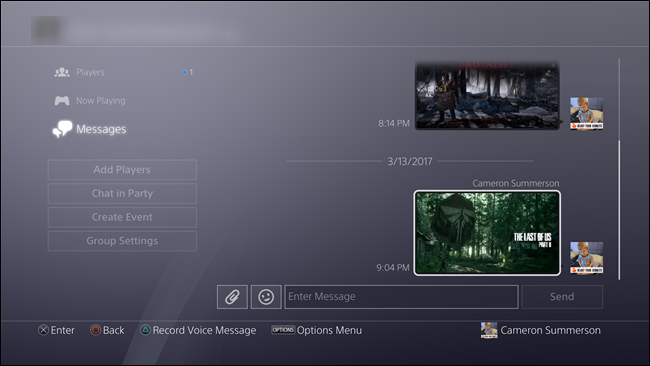 Players
1
Now Playing
Messages
Add Players
Chat in Party
Create Event
Group Settings
8:14 PM
3/13/2017
Cameron Summerson
THE LAST OF US
PART II
9:04 PM
Enter Message
Send
Enter
Back
Record Voice Message
OPTIONS
Options Menu
Cameron Summerson